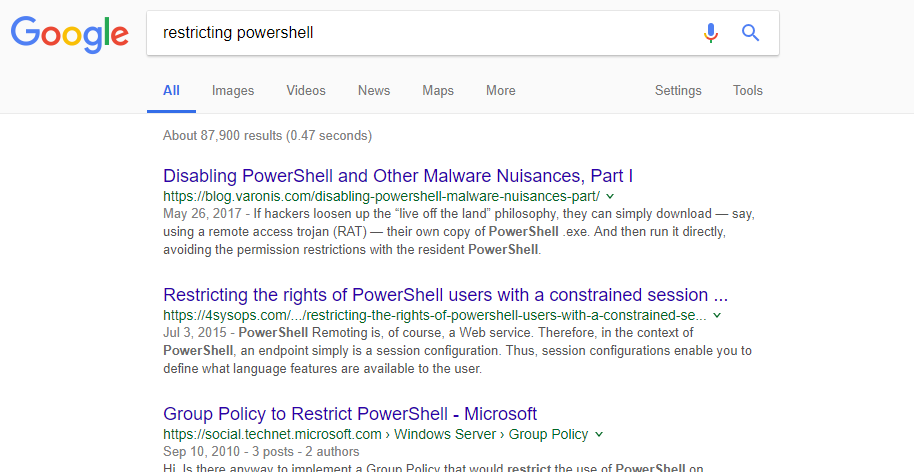 Google
restricting powershell
All Images Videos News Maps More Settings Tools
About 87,900 results (0.47 seconds)
Disabling PowerShell and Other Malware Nuisances, Part I
https://blog.varonis.com/disabling-powershell-malware-nuisances-part/
May 26, 2017 - If hackers loosen up the “live off the land” philosophy, they can simply download — say,
using a remote access trojan (RAT) — their own copy of PowerShell .exe. And then run it directly,
avoiding the permission restrictions with the resident PowerShell.
Restricting the rights of PowerShell users with a constrained session ...
https://4sysops.com/.../restricting-the-rights-of-powershell-users-with-a-constrained-se...
Jul 3, 2015 - PowerShell Remoting is, of course, a Web service. Therefore, in the context of
PowerShell, an endpoint simply is a session configuration. Thus, session configurations enable you to
define what language features are available to the user.
Group Policy to Restrict PowerShell - Microsoft
https://social.technet.microsoft.com › Windows Server › Group Policy
Sep 10, 2010 - 3 posts - 2 authors
Hi, Is there anyway to implement a Group Policy that would restrict the use of PowerShell on